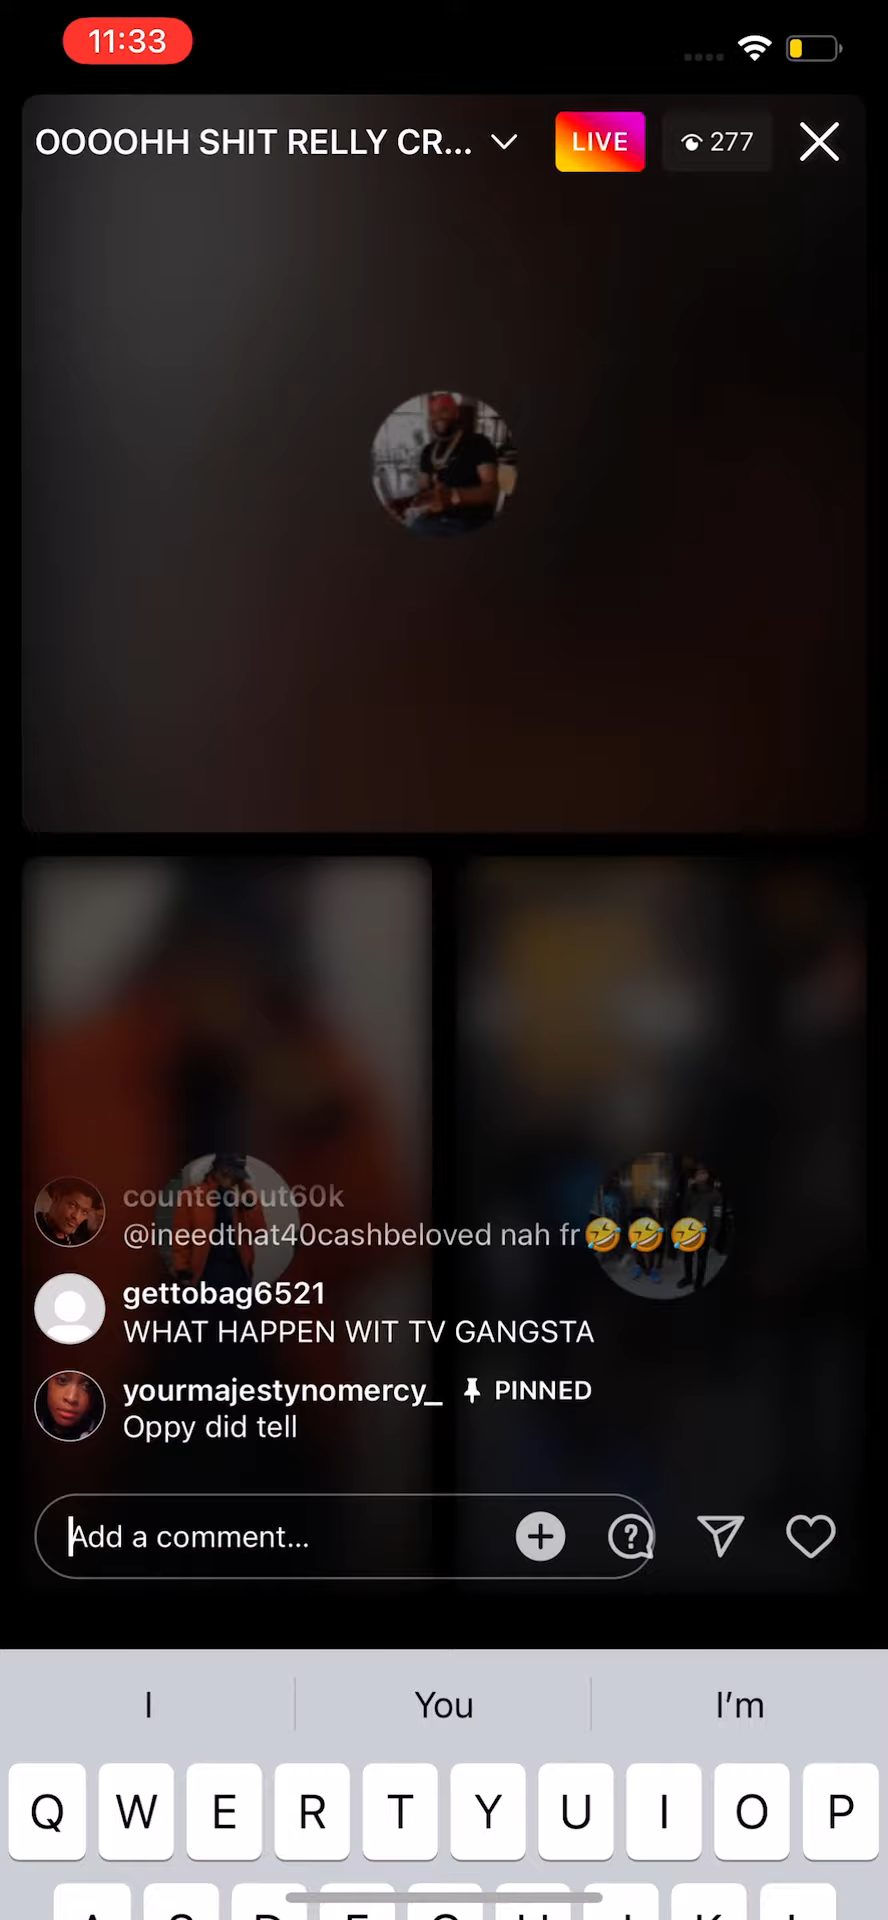 11:33
OOOOHH SHIT RELLY CR...
LIVE
277
countedout60k
@ineedthat40cashbeloved nah fr🤣🤣🤣
gettobag6521
WHAT HAPPEN WIT TV GANGSTA
yourmajestynomercy_ PINNED
Oppy did tell
Add a comment...
I You I'm
Q W E R T Y U I O P